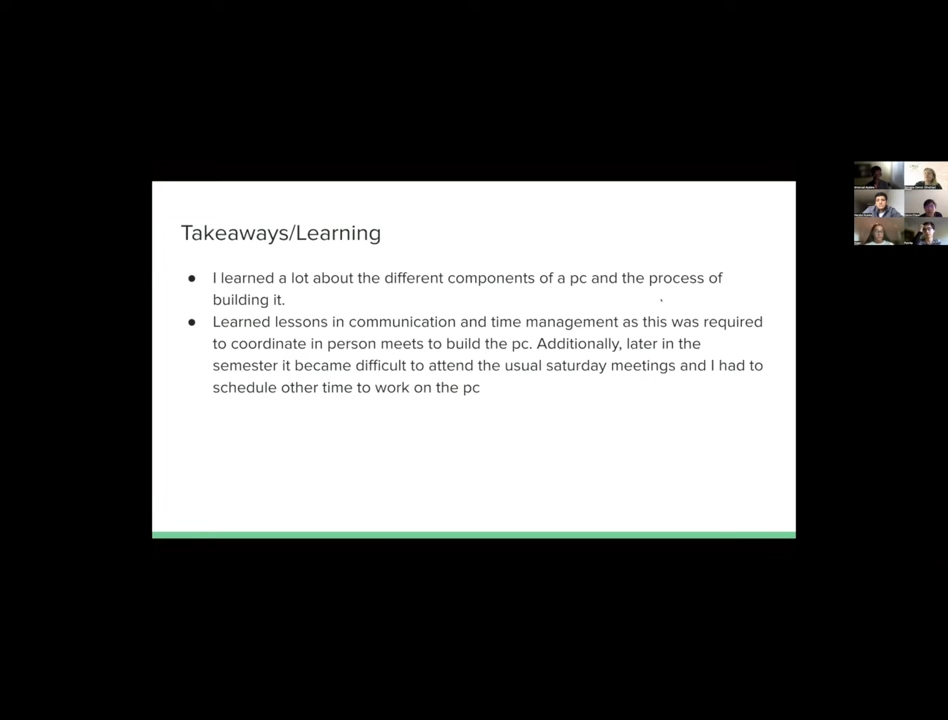 Takeaways/Learning
● I learned a lot about the different components of a pc and the process of
building it.
● Learned lessons in communication and time management as this was required
to coordinate in person meets to build the pc. Additionally, later in the
semester it became difficult to attend the usual saturday meetings and I had to
schedule other time to work on the pc